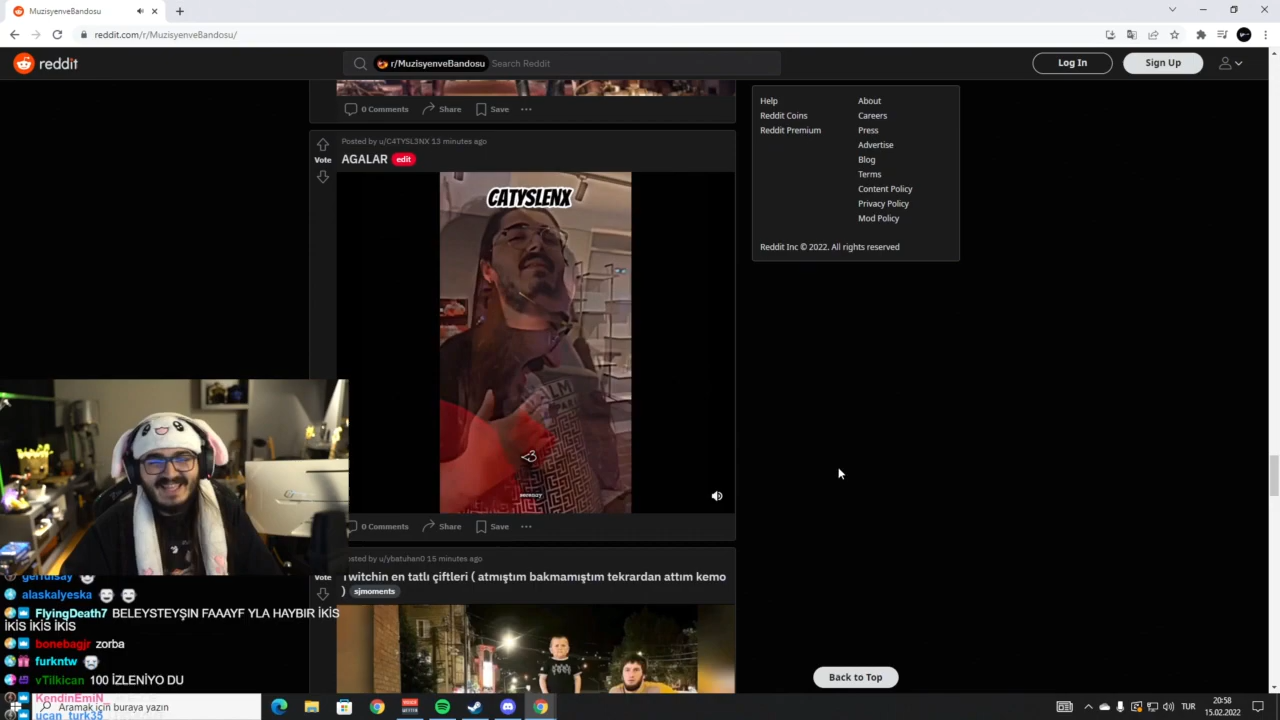 MuzisyenveBandosu
reddit.com/r/MuzisyenveBandosu/
reddit
r/MuzisyenveBandosu
Search Reddit
Log In
Sign Up
0 Comments
Share
Save
Posted by u/C4TYSL3NX 13 minutes ago
Vote
AGALAR
edit
CATYSLENX
<3
0 Comments
Share
Save
osted by u/ybatuhan0 15 minutes ago
Vote
Twitchin en tatlı çiftleri ( atmıştım bakmamıştım tekrardan attım kemo
)
sjmoments
Help
About
Reddit Coins
Careers
Reddit Premium
Press
Advertise
Blog
Terms
Content Policy
Privacy Policy
Mod Policy
Reddit Inc © 2022. All rights reserved
Back to Top
alaskalyeska
FlyingDeath7 BELEYSTEYŞIN FAAAYF YLA HAYBIR İKİS
İKİS İKİS İKİS
bonebagjr zorba
furkntw
vTilkican 100 İZLENİYO DU
KendinEmiN
Aramak için buraya yazın
ucan_turk35
TUR
20:58
15.02.2022